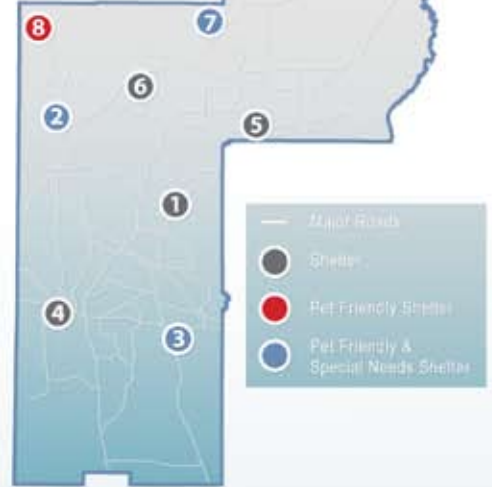 8
7
6
2
5
1
4
3
Major Roads
Shelter
Pet Friendly Shelter
Pet Friendly &
Special Needs Shelter